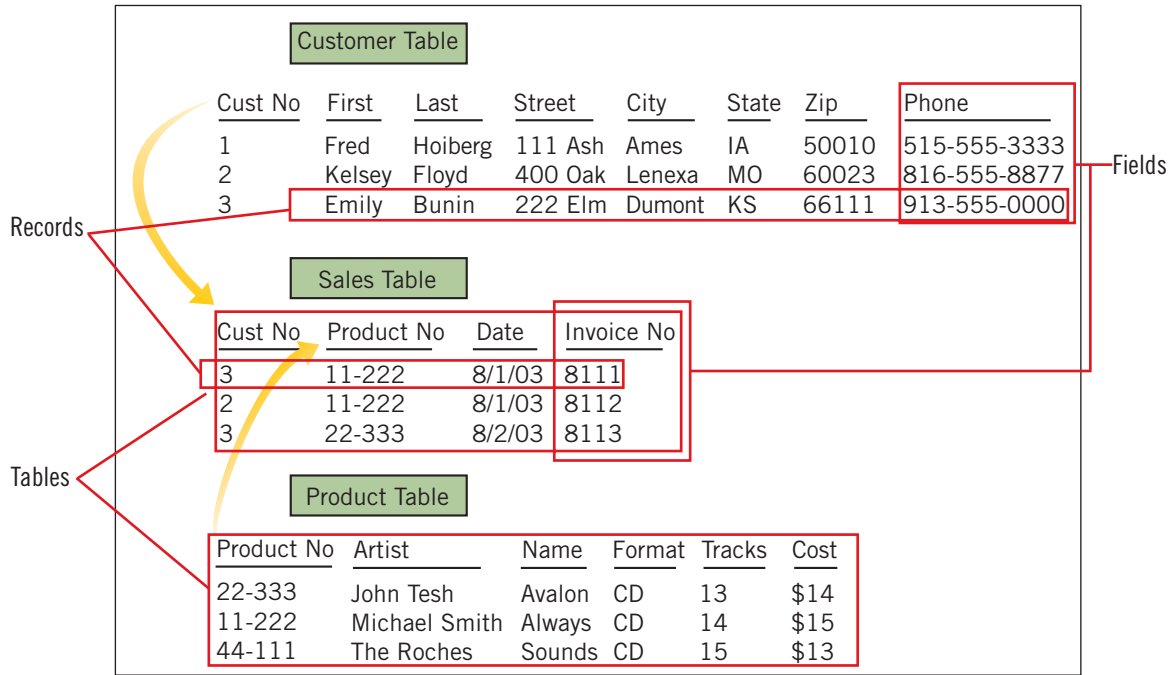 Customer Table
Cust No First Last Street City State Zip Phone
1 Fred Hoiberg 111 Ash Ames IA 50010 515-555-3333
2 Kelsey Floyd 400 Oak Lenexa MO 60023 816-555-8877
3 Emily Bunin 222 Elm Dumont KS 66111 913-555-0000
Fields
Records
Sales Table
Cust No Product No Date Invoice No
3 11-222 8/1/03 8111
2 11-222 8/1/03 8112
3 22-333 8/2/03 8113
Tables
Product Table
Product No Artist Name Format Tracks Cost
22-333 John Tesh Avalon CD 13 $14
11-222 Michael Smith Always CD 14 $15
44-111 The Roches Sounds CD 15 $13